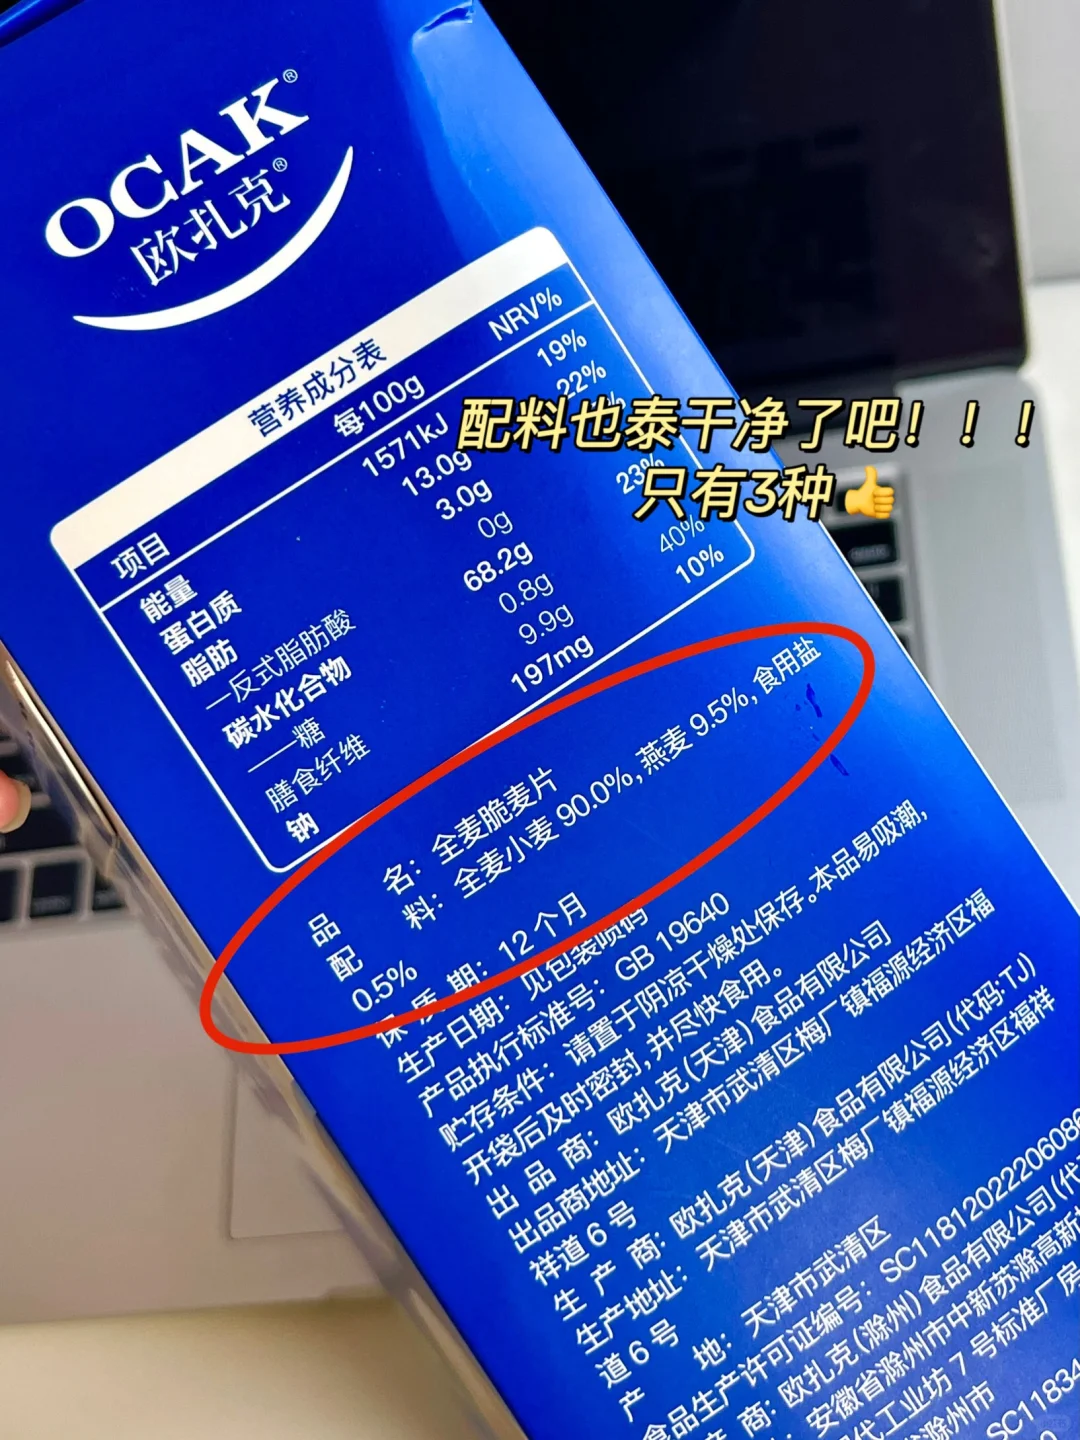 OCAK®
欧扎克®
营养成分表
项目 每100g NRV%
能量 1571kJ 19%
蛋白质 13.0g 22%
脂肪 3.0g %
—反式脂肪酸 0g
碳水化合物 68.2g 23%
—糖 0.8g
膳食纤维 9.9g 40%
钠 197mg 10%
配料也泰干净了吧！！！
只有3种👍
品 名：全麦脆麦片
配 料：全麦小麦 90.0%，燕麦 9.5%，食用盐
0.5%
保 质 期：12个月
生产日期：见包装喷码
产品执行标准号：GB 19640
贮存条件：请置于阴凉干燥处保存。本品易吸潮，
开袋后及时密封，并尽快食用。
出 品 商：欧扎克(天津)食品有限公司
出品商地址：天津市武清区梅厂镇福源经济区福
祥道6号
生 产 商：欧扎克(天津)食品有限公司(代码:TJ)
生产地址：天津市武清区梅厂镇福源经济区福祥
道6号
产 地：天津市武清区
食品生产许可证编号：SC1181202220608
商：欧扎克(滁州)食品有限公司(代
：安徽省滁州市中新苏滁高新
代工业坊7号标准厂房
省滁州市
SC11834